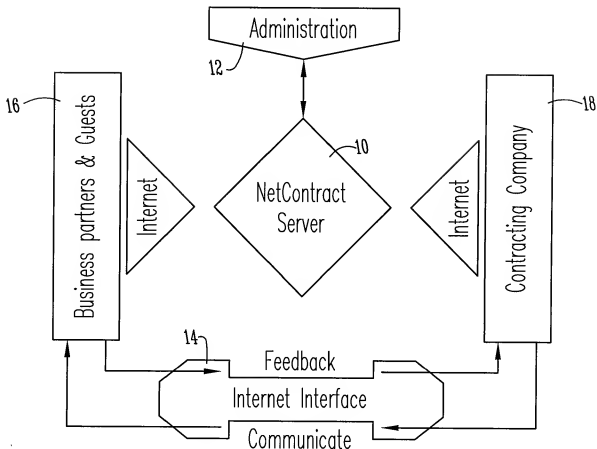 Administration
12
16
18
10
Business partners & Guests
Internet
NetContract
Server
Internet
Contracting Company
14
Feedback
Internet Interface
Communicate